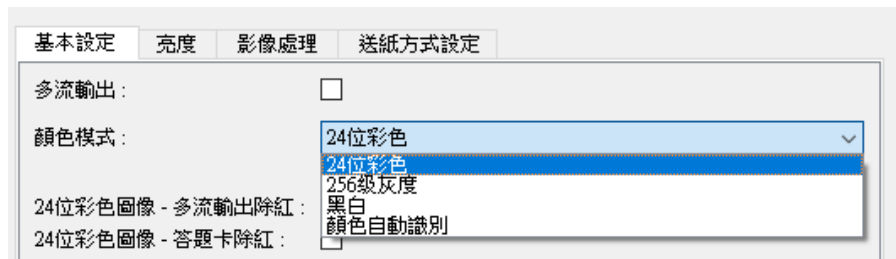 基本設定 亮度 影像處理 送紙方式設定
多流輸出 :
顏色模式 : 24位彩色
24位彩色
256級灰度
黑白
顏色自動識別
24位彩色圖像 - 多流輸出除紅 :
24位彩色圖像 - 答題卡除紅 :